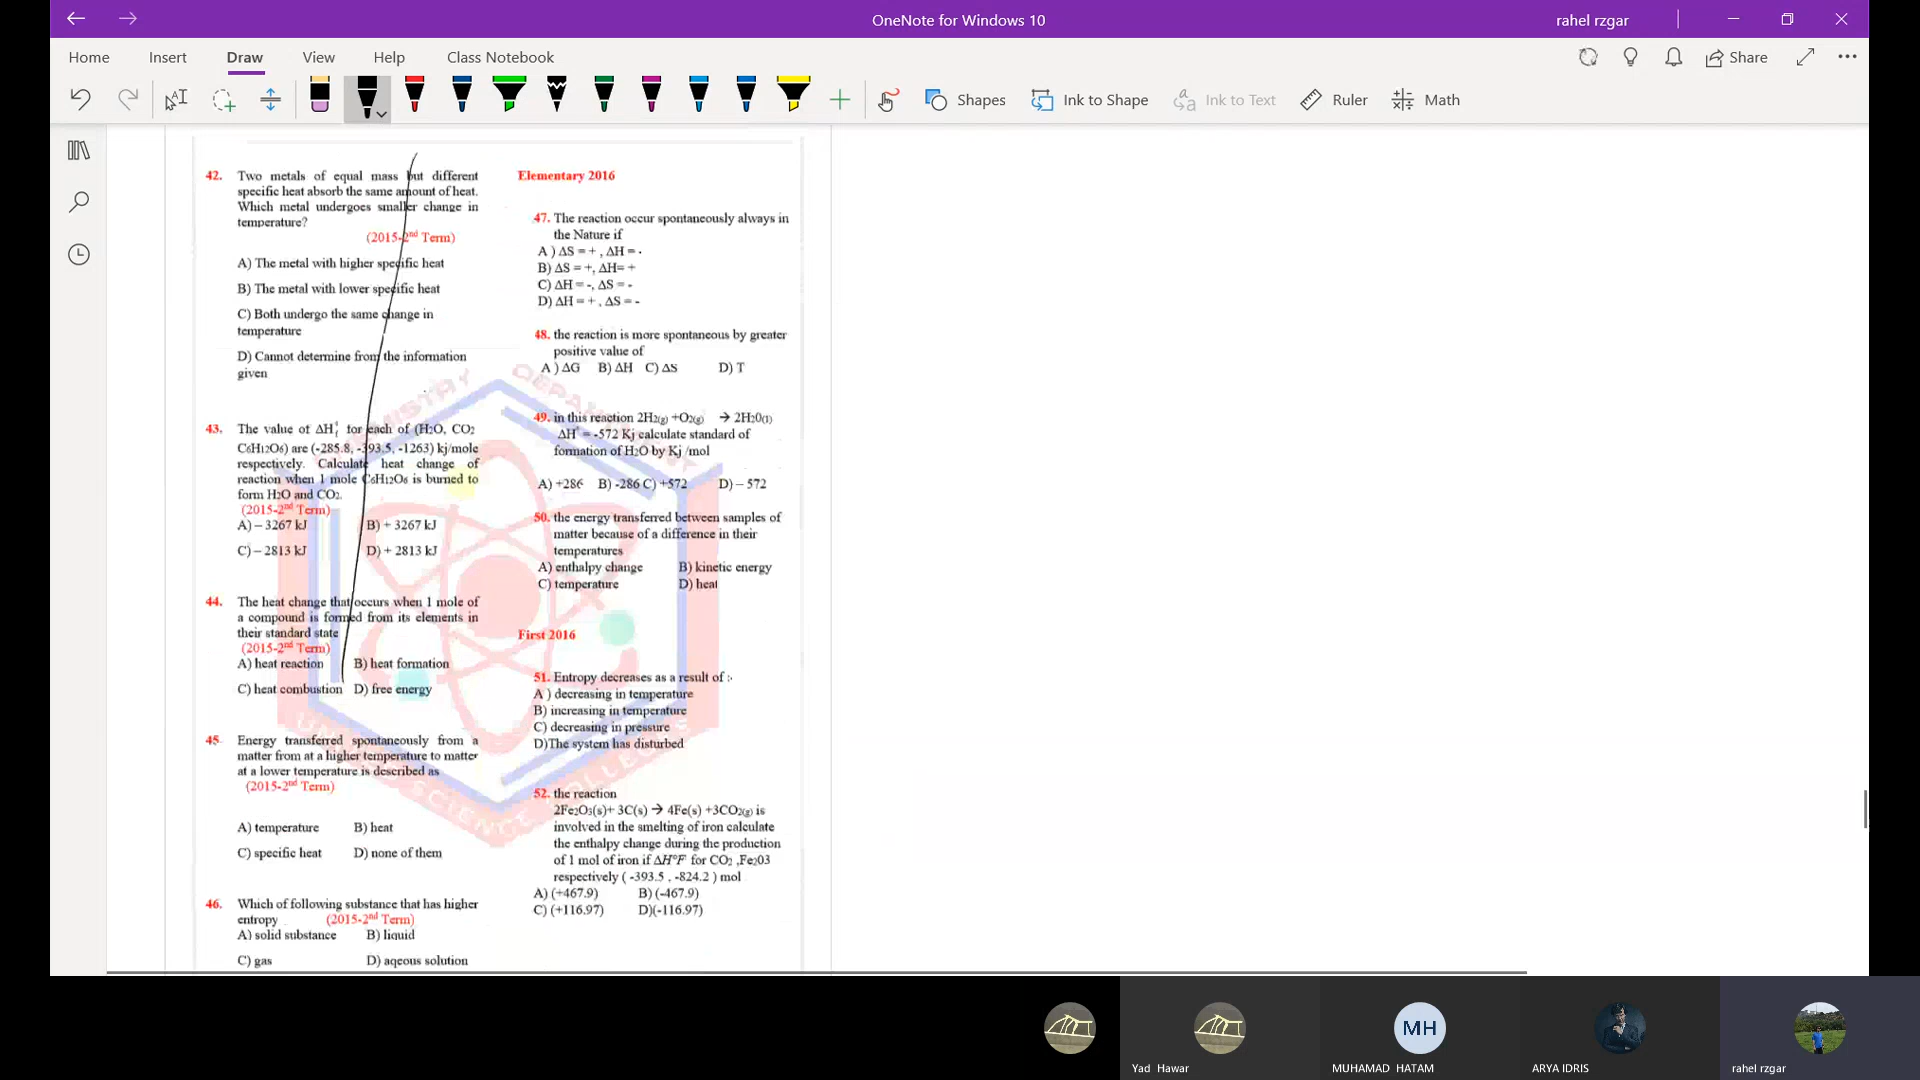 OneNote for Windows 10
rahel rzgar
Home Insert Draw View Help Class Notebook
Share
Shapes Ink to Shape Ink to Text Ruler Math
42. Two metals of equal mass but different
specific heat absorb the same amount of heat.
Which metal undergoes smaller change in
temperature?
(2015-2nd Term)
A) The metal with higher specific heat
B) The metal with lower specific heat
C) Both undergo the same change in
temperature
D) Cannot determine from the information
given
43. The value of ΔH°f for each of (H2O, CO2
C6H12O6) are (-285.8, -393.5, -1263) kj/mole
respectively. Calculate heat change of
reaction when 1 mole C6H12O6 is burned to
form H2O and CO2.
(2015-2nd Term)
A) – 3267 kJ B) + 3267 kJ
C) – 2813 kJ D) + 2813 kJ
44. The heat change that occurs when 1 mole of
a compound is formed from its elements in
their standard state
(2015-2nd Term)
A) heat reaction B) heat formation
C) heat combustion D) free energy
45. Energy transferred spontaneously from a
matter from at a higher temperature to matter
at a lower temperature is described as
(2015-2nd Term)
A) temperature B) heat
C) specific heat D) none of them
46. Which of following substance that has higher
entropy (2015-2nd Term)
A) solid substance B) liquid
C) gas D) aqeous solution
Elementary 2016
47. The reaction occur spontaneously always in
the Nature if
A ) ΔS = + , ΔH = -
B) ΔS = +, ΔH= +
C) ΔH = -, ΔS = -
D) ΔH = + , ΔS = -
48. the reaction is more spontaneous by greater
positive value of
A ) ΔG B) ΔH C) ΔS D) T
49. in this reaction 2H2(g) +O2(g) → 2H20(l)
ΔH° = -572 Kj calculate standard of
formation of H2O by Kj /mol
A) +286 B) -286 C) +572 D) – 572
50. the energy transferred between samples of
matter because of a difference in their
temperatures
A) enthalpy change B) kinetic energy
C) temperature D) heat
First 2016
51. Entropy decreases as a result of :-
A ) decreasing in temperature
B) increasing in temperature
C) decreasing in pressure
D)The system has disturbed
52. the reaction
2Fe2O3(s)+ 3C(s) → 4Fe(s) +3CO2(g) is
involved in the smelting of iron calculate
the enthalpy change during the production
of 1 mol of iron if ΔH°F for CO2 ,Fe203
respectively ( -393.5 , -824.2 ) mol
A) (+467.9) B) (-467.9)
C) (+116.97) D)(-116.97)
MH
Yad Hawar MUHAMAD HATAM ARYA IDRIS rahel rzgar